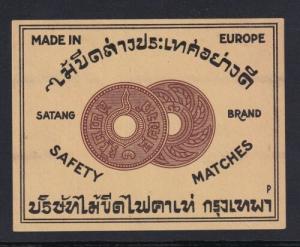 MADE IN EUROPE
ไม้ขีดต่างประเทศอย่างดี
SATANG BRAND
SAFETY MATCHES
P
บริษัทไม้ขีดไฟคาเท่ กรุงเทพฯ